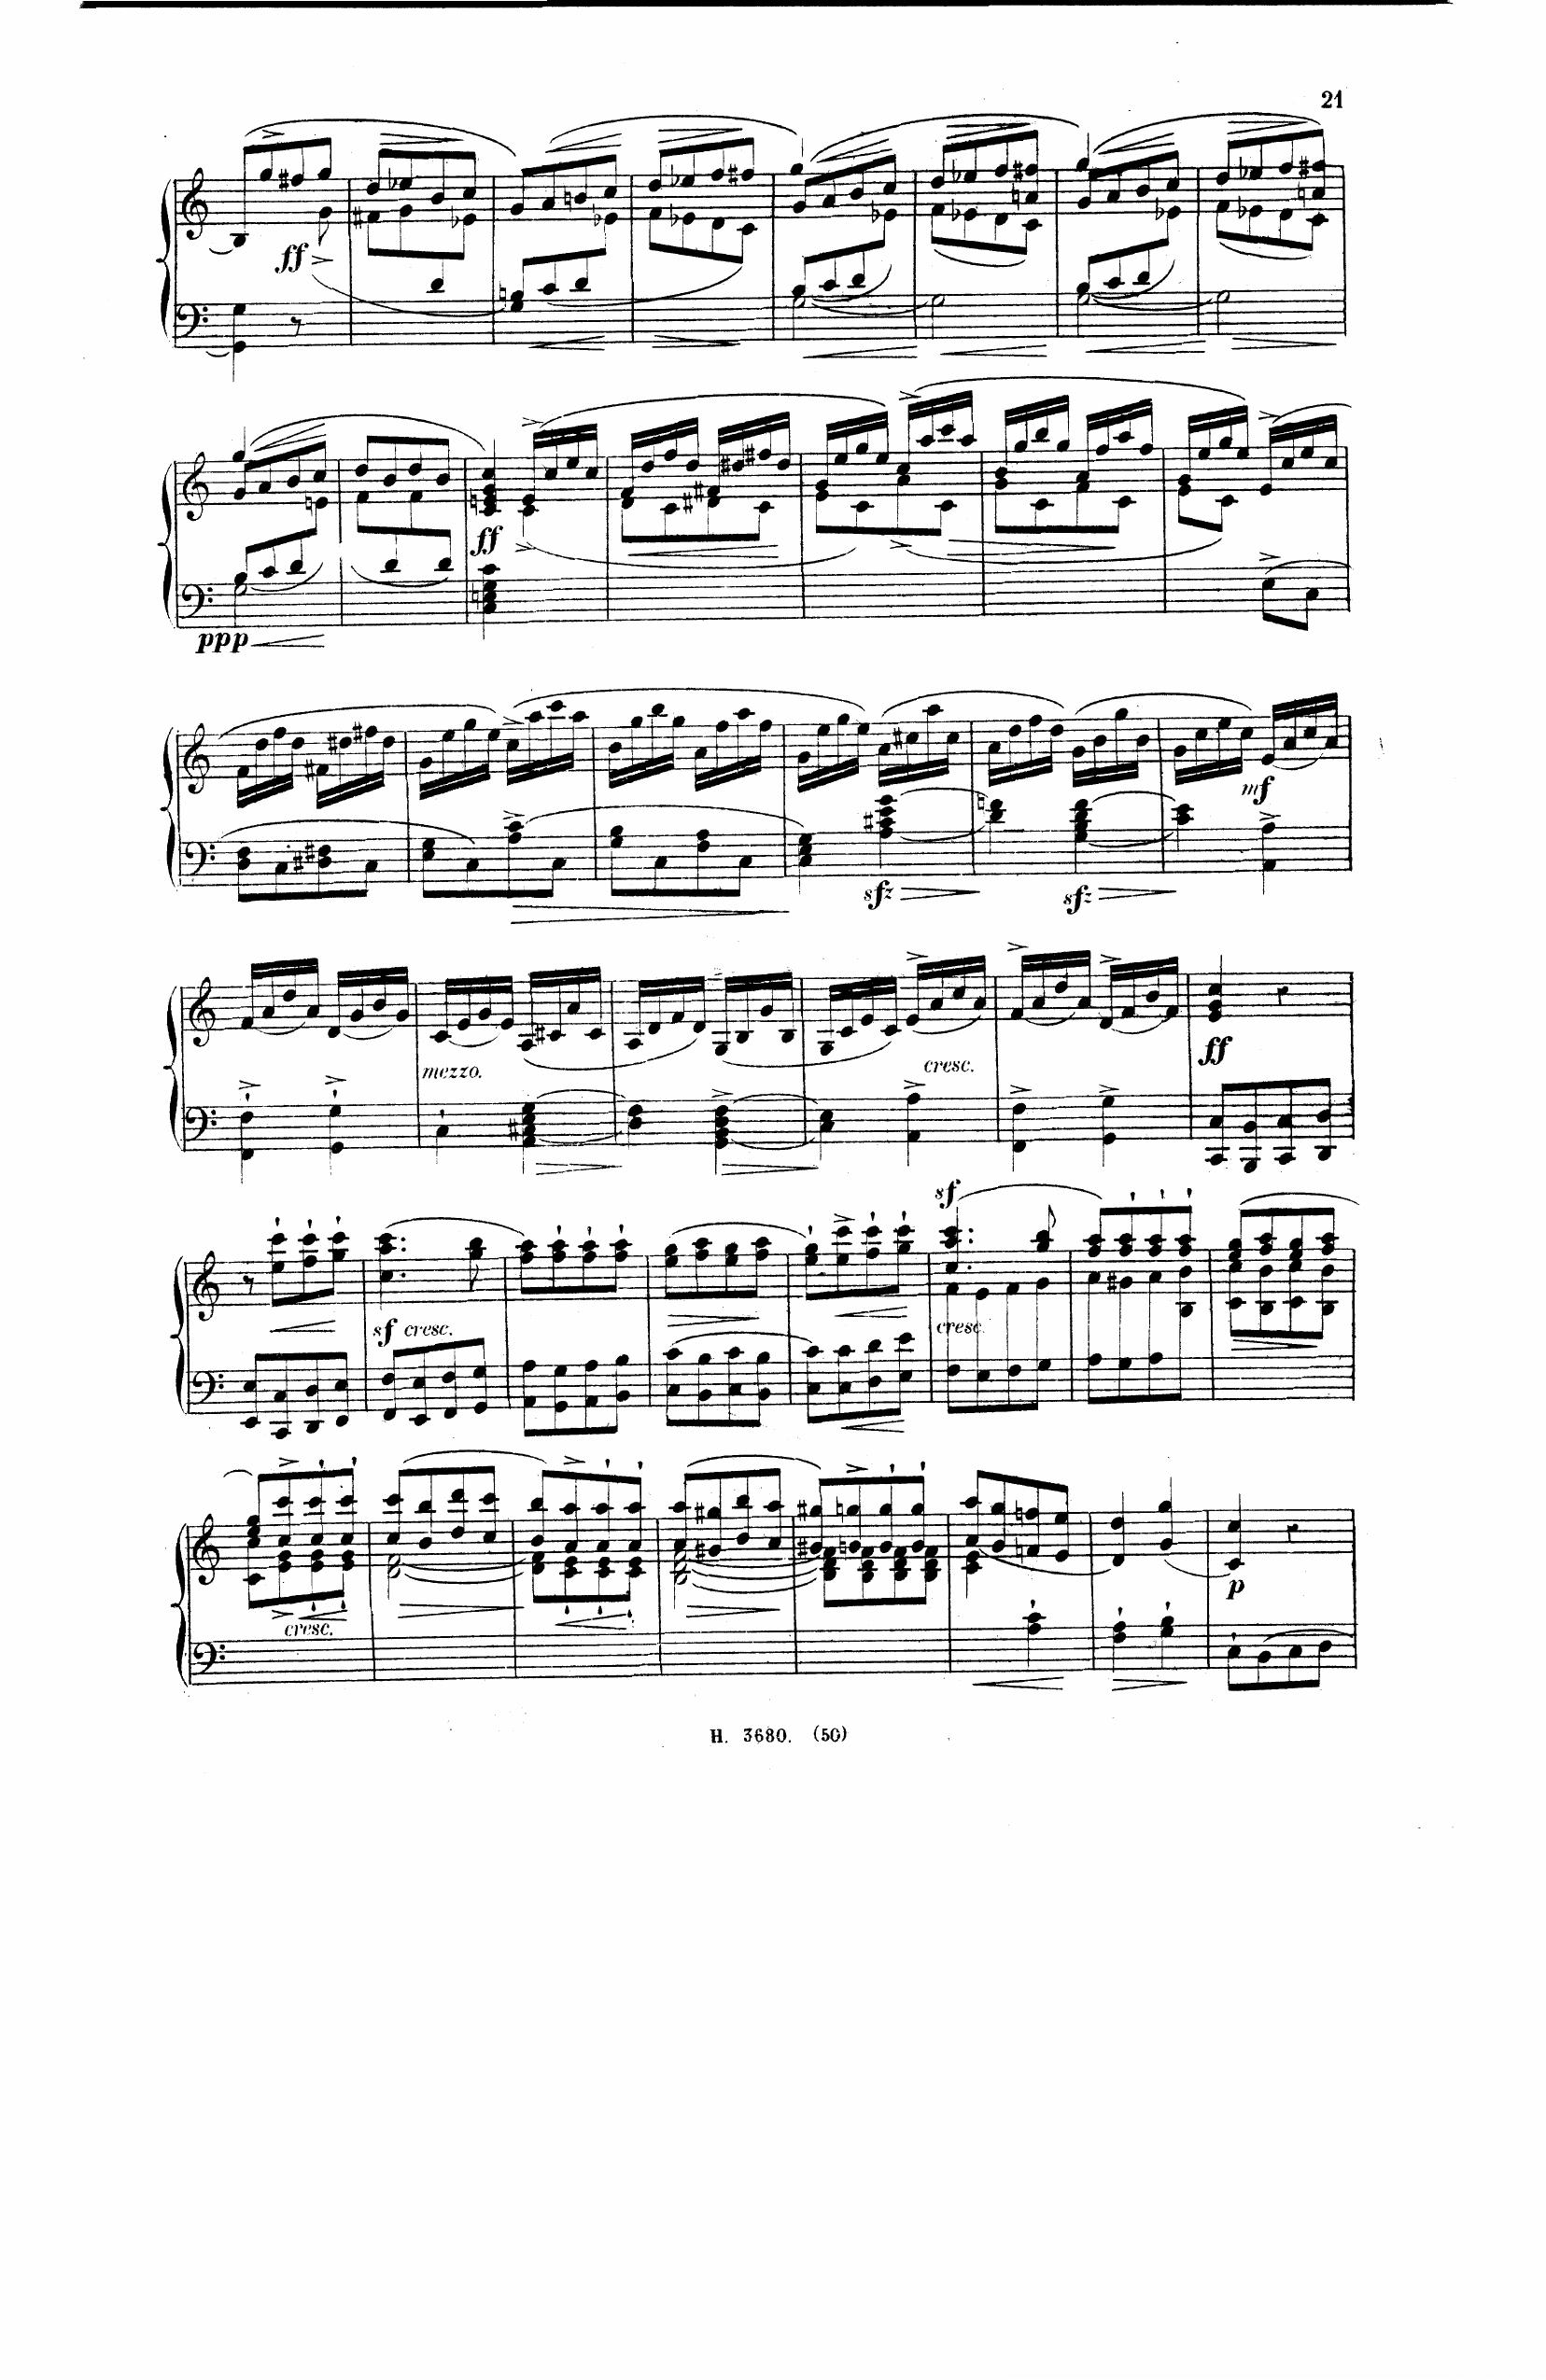 21
ff
ppp ff
mf
sfz sfz
mezzo. cresc. ff
sf
sf cresc. cresc.
cresc. p
H. 3680. (50)